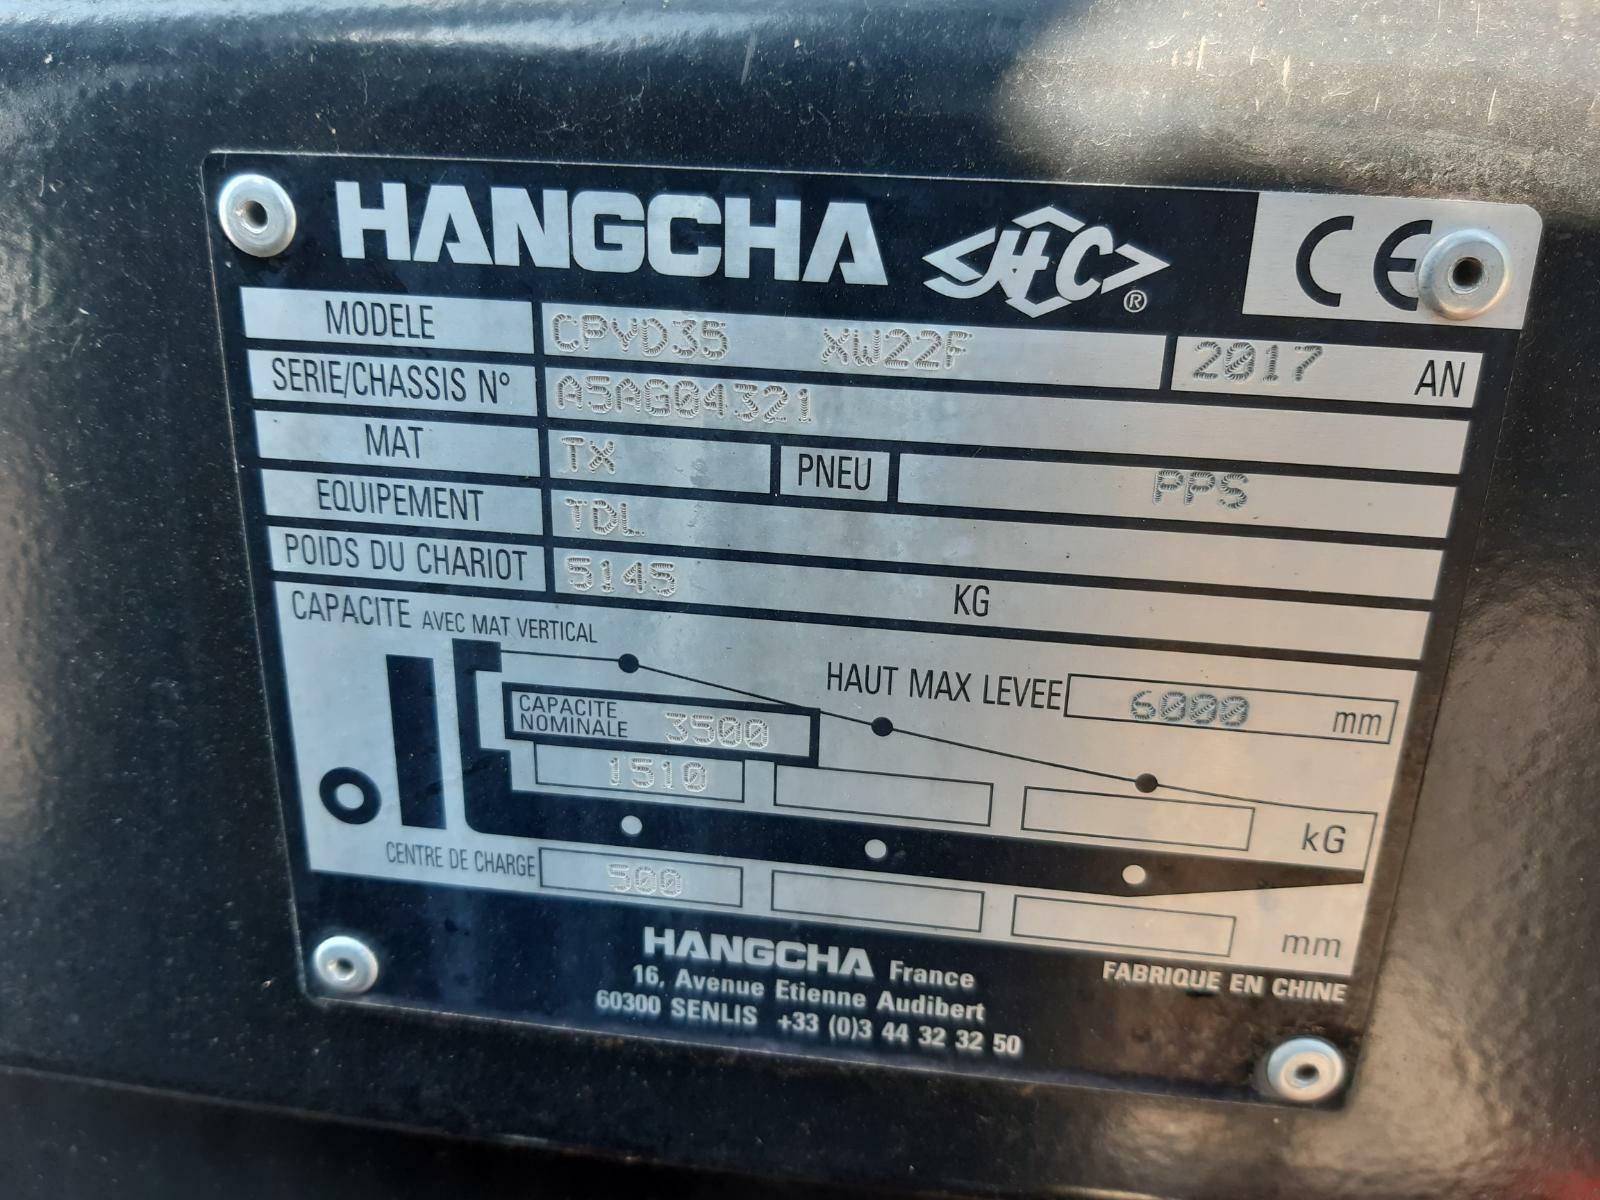 HANGCHA HC ® CE
MODELE CPYD35 XW22F 2017 AN
SERIE/CHASSIS N° A5AG04321
MAT TX PNEU PPS
EQUIPEMENT TDL
POIDS DU CHARIOT 5145 KG
CAPACITE AVEC MAT VERTICAL
HAUT MAX LEVEE 6000 mm
CAPACITE NOMINALE 3500
1510 kG
CENTRE DE CHARGE 500 mm
HANGCHA France
16, Avenue Etienne Audibert
60300 SENLIS +33 (0)3 44 32 32 50
FABRIQUE EN CHINE